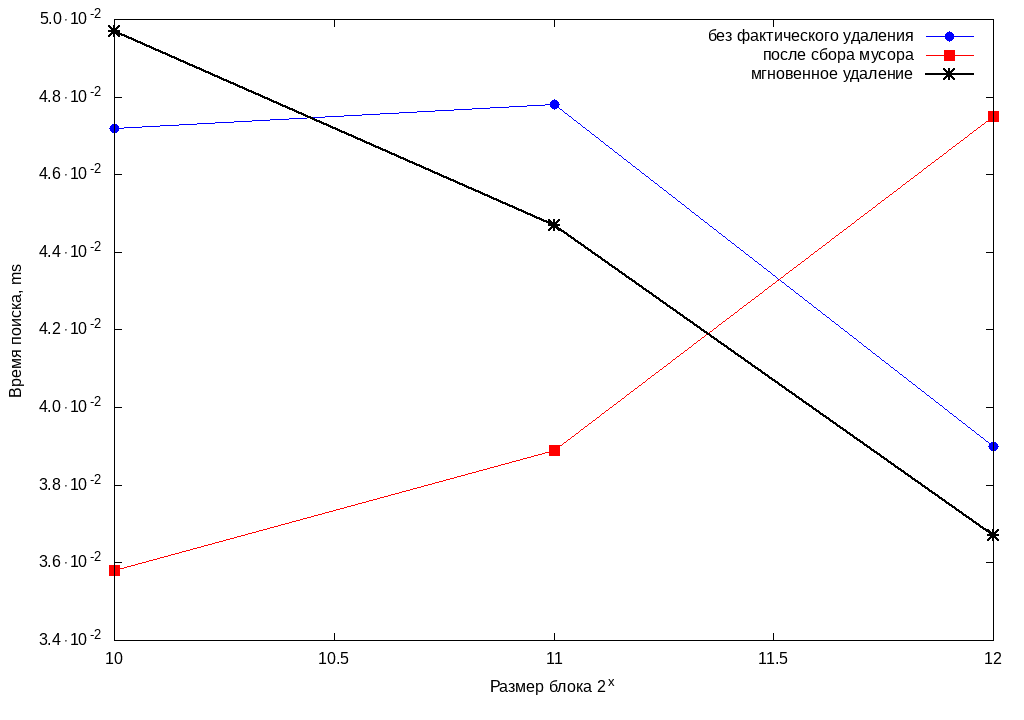 5.0·10⁻²
без фактического удаления
после сбора мусора
мгновенное удаление
4.8·10⁻²
4.6·10⁻²
4.4·10⁻²
4.2·10⁻²
4.0·10⁻²
3.8·10⁻²
3.6·10⁻²
3.4·10⁻²
Время поиска, ms
10 10.5 11 11.5 12
Размер блока 2ˣ